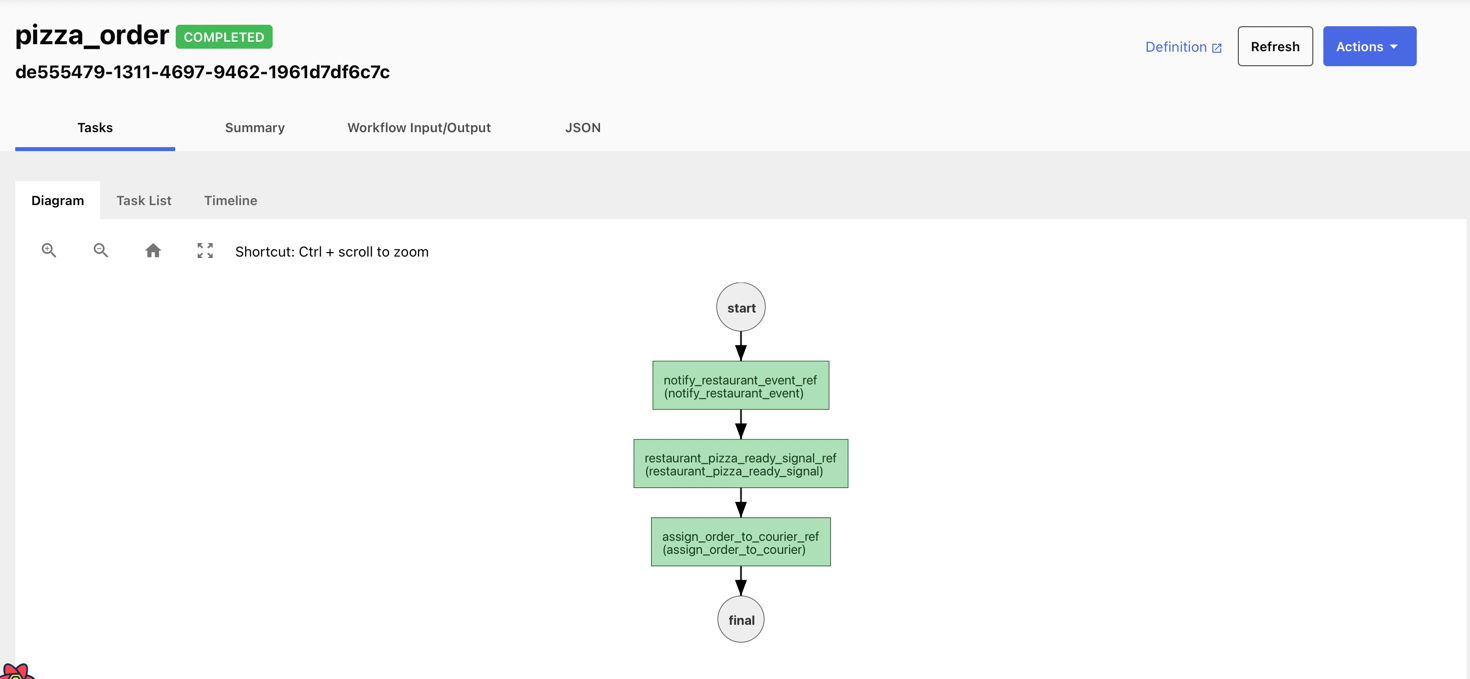 pizza_order COMPLETED
de555479-1311-4697-9462-1961d7df6c7c
Definition Refresh Actions
Tasks Summary Workflow Input/Output JSON
Diagram Task List Timeline
Shortcut: Ctrl + scroll to zoom
start
notify_restaurant_event_ref
(notify_restaurant_event)
restaurant_pizza_ready_signal_ref
(restaurant_pizza_ready_signal)
assign_order_to_courier_ref
(assign_order_to_courier)
final